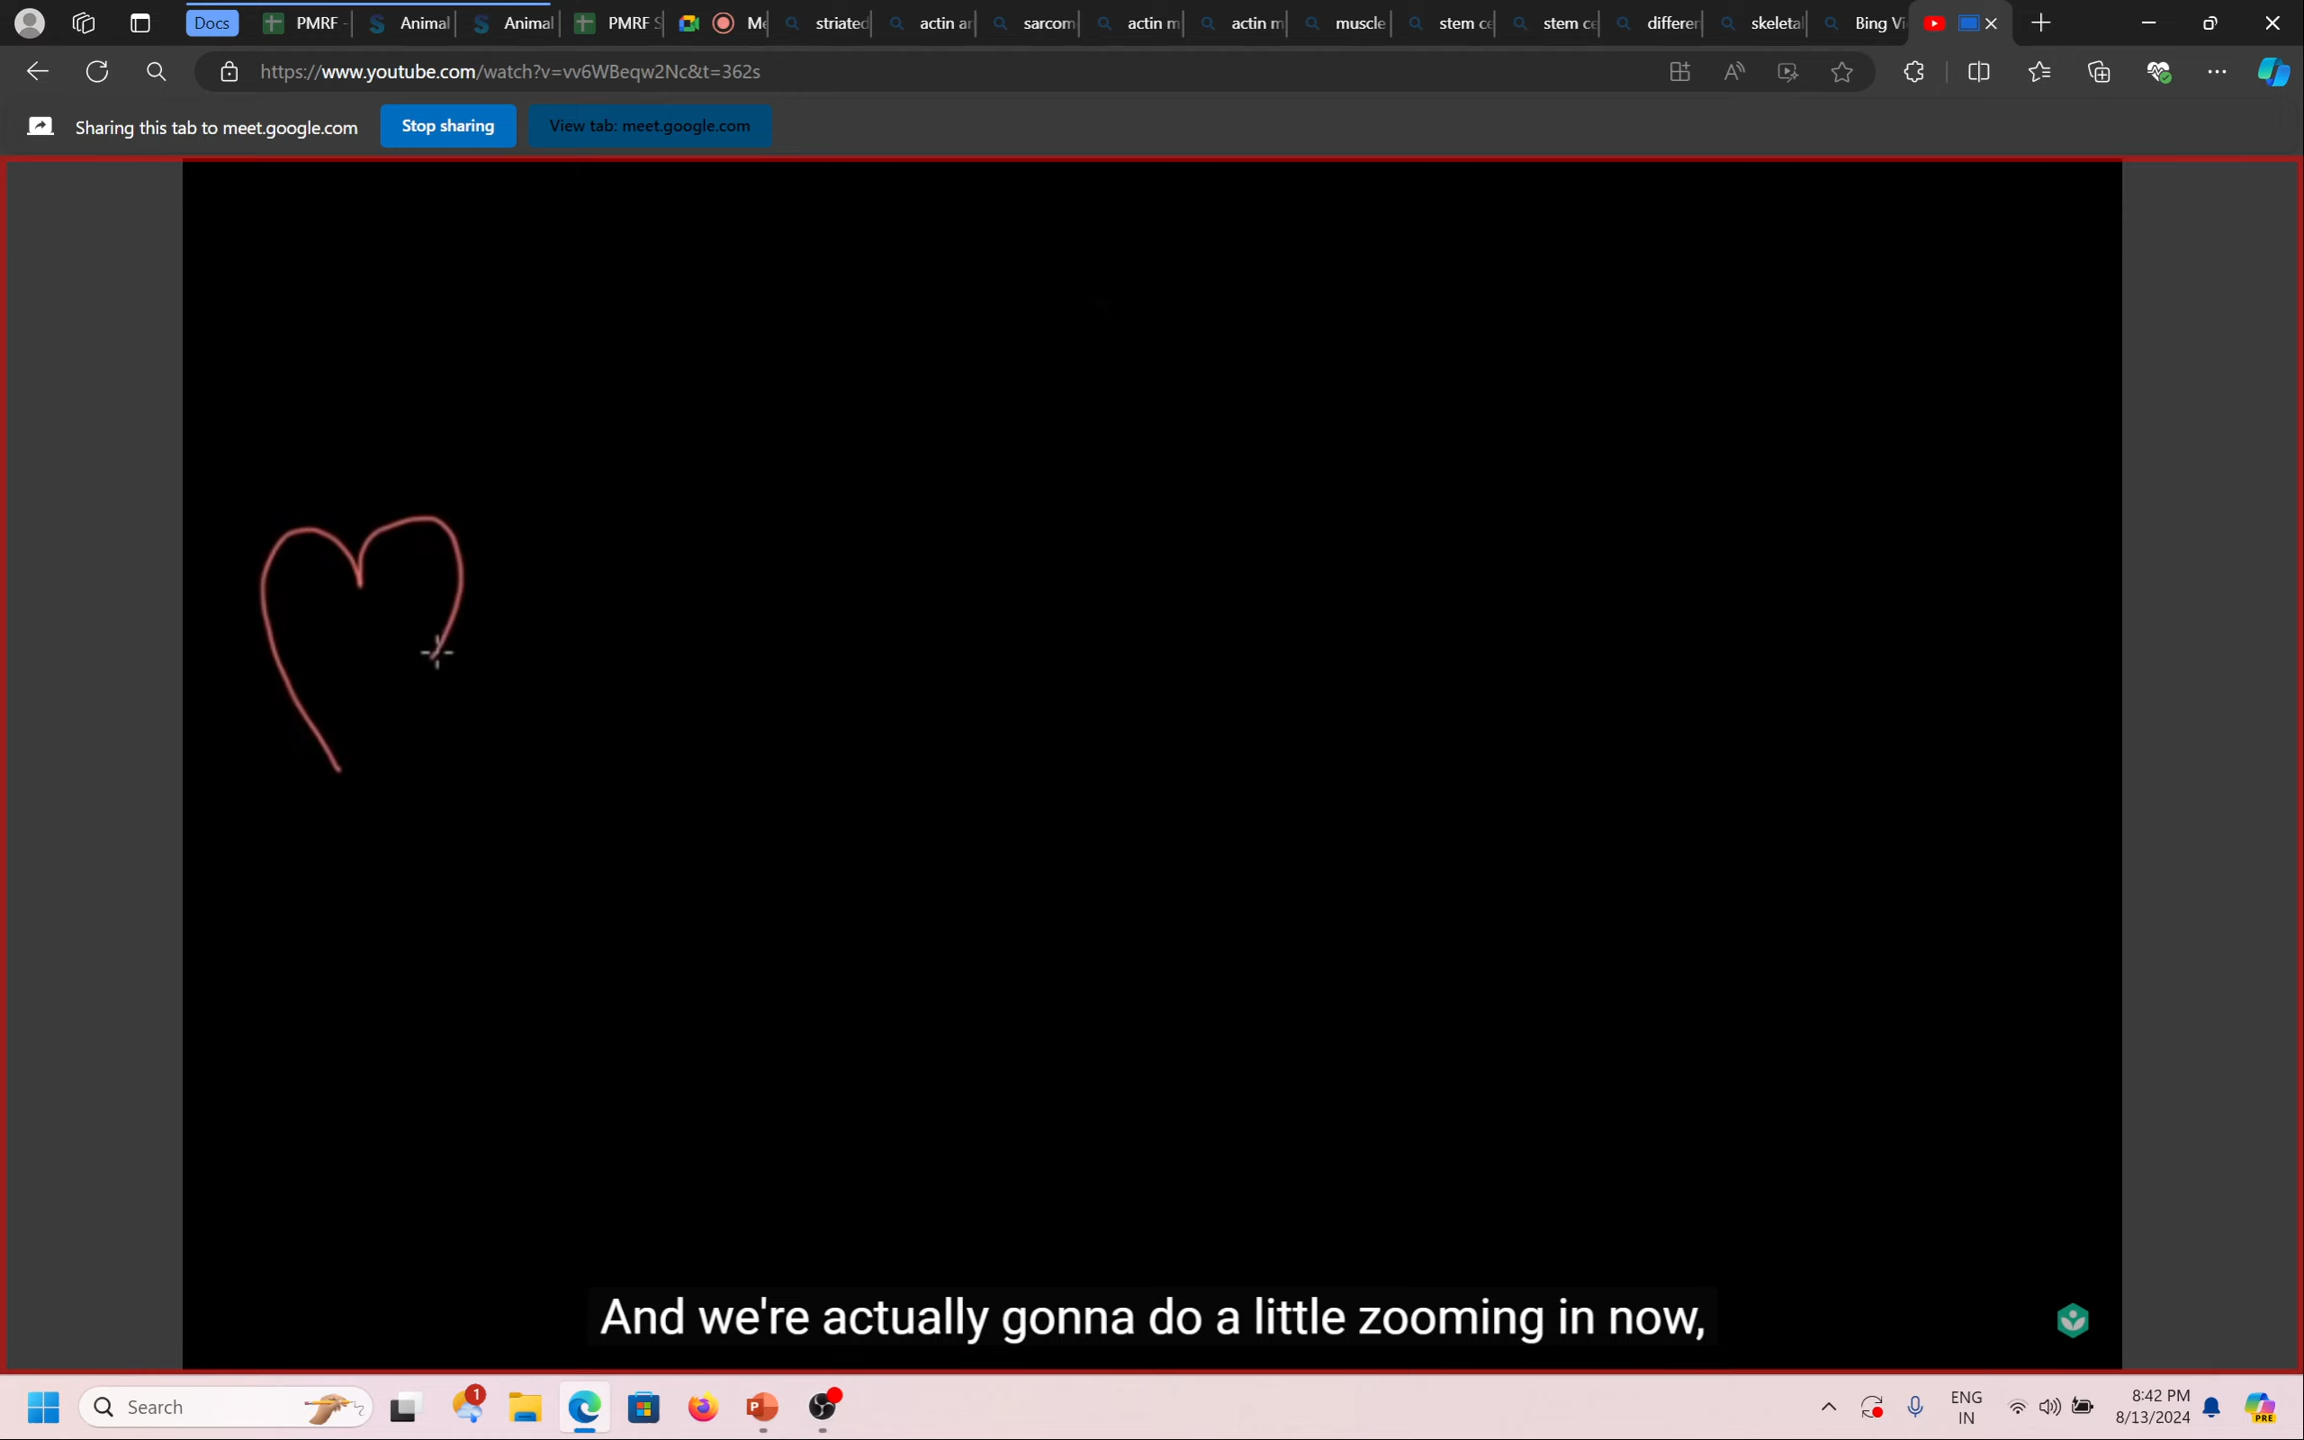 Docs PMRF - Animal Animal PMRF S Me striated actin ar sarcom actin m actin m muscle stem ce stem ce differer skeletal Bing Vi
https://www.youtube.com/watch?v=vv6WBeqw2Nc&t=362s
Sharing this tab to meet.google.com Stop sharing View tab: meet.google.com
And we're actually gonna do a little zooming in now,
Search 1 ENG 8:42 PM
IN 8/13/2024 PRE